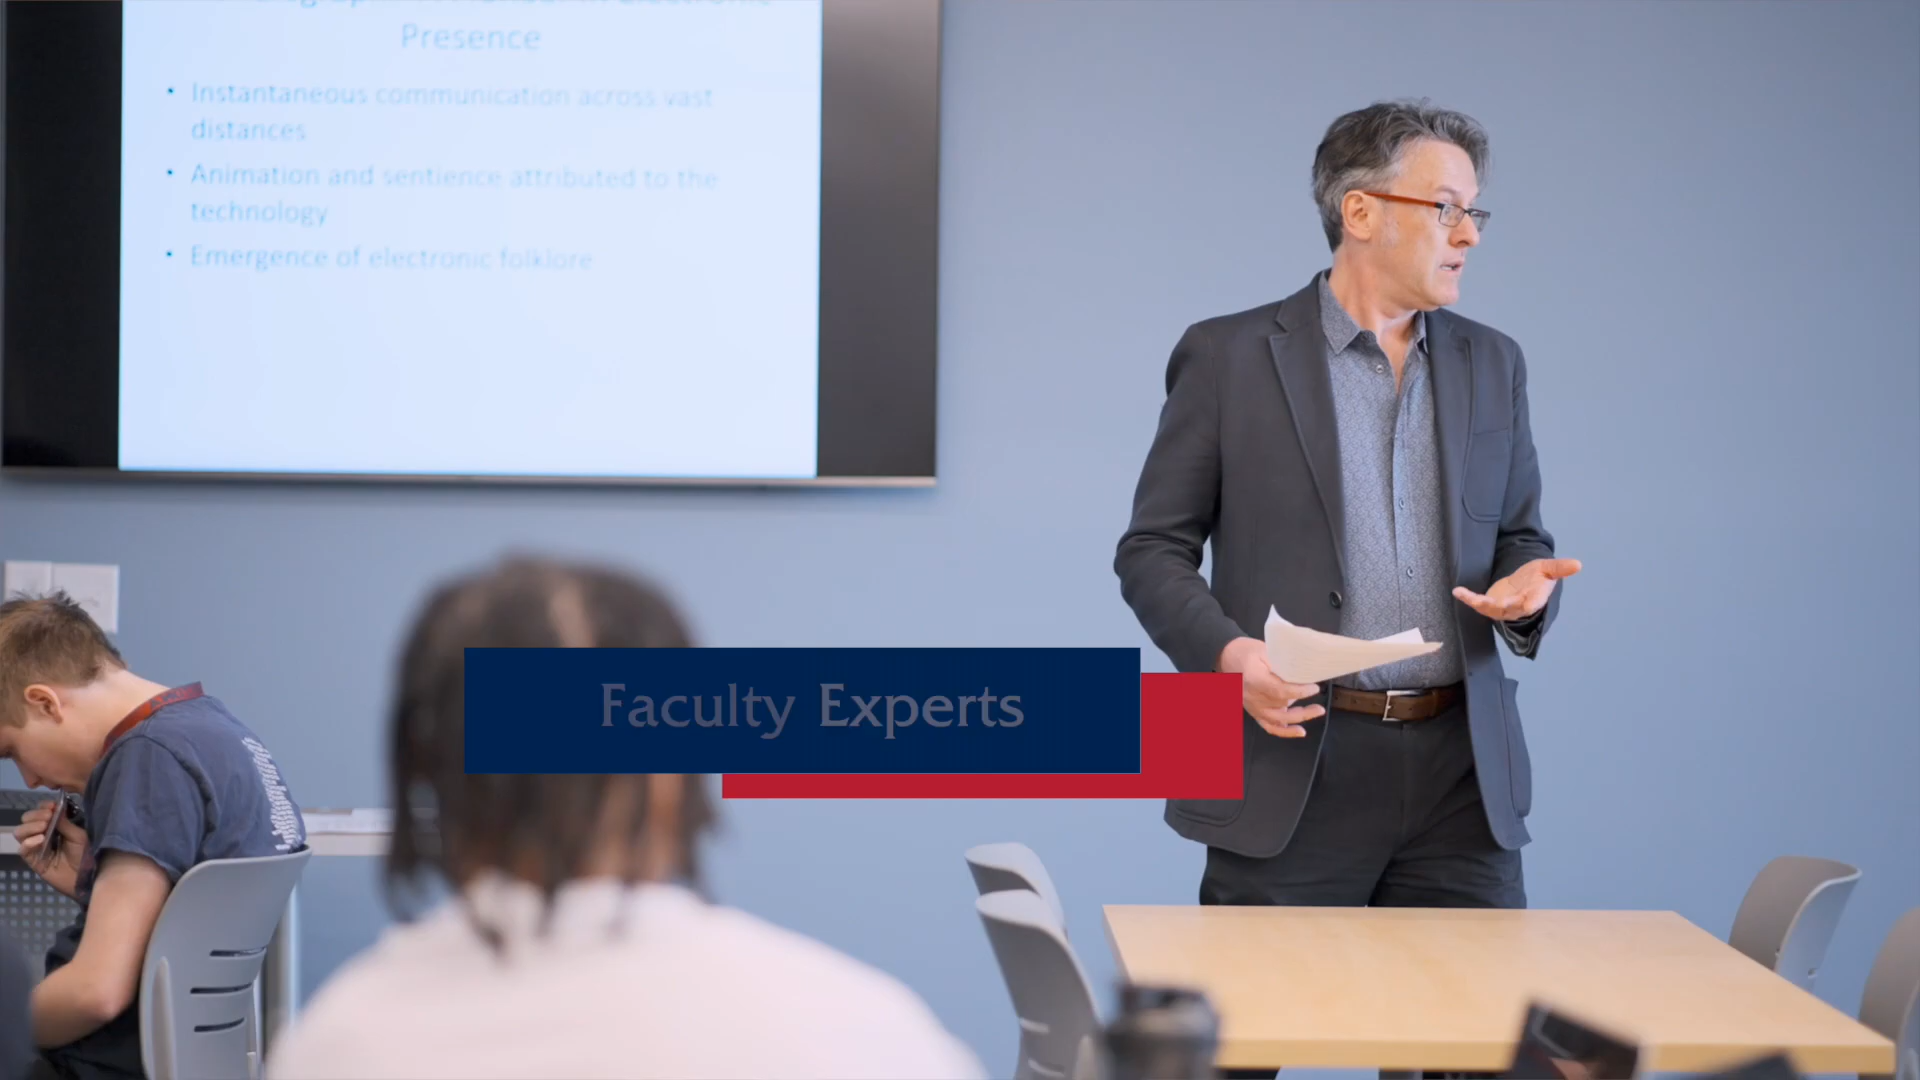 Presence
• Instantaneous communication across vast
distances
• Animation and sentience attributed to the
technology
• Emergence of electronic folklore
Faculty Experts